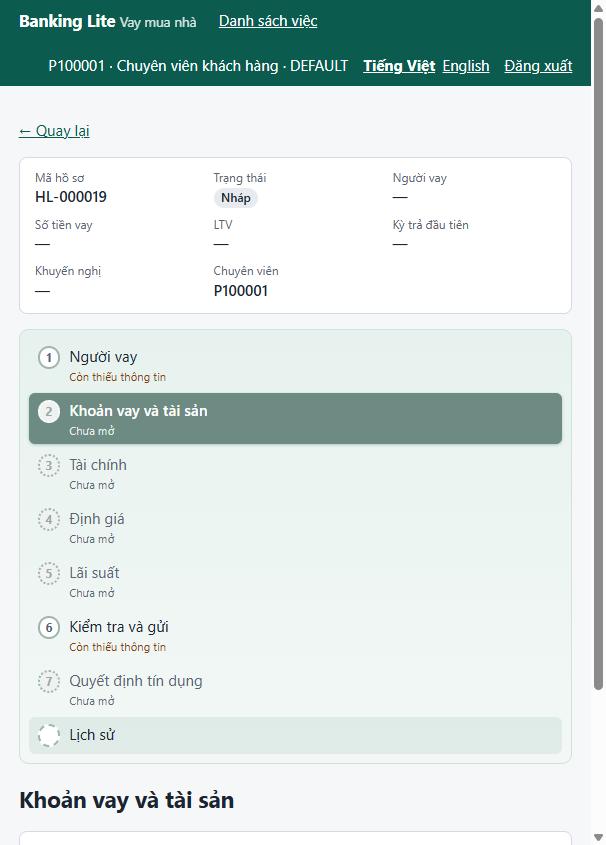 Banking Lite Vay mua nhà Danh sách việc
P100001 · Chuyên viên khách hàng · DEFAULT Tiếng Việt English Đăng xuất
← Quay lại
Mã hồ sơ Trạng thái Người vay
HL-000019 Nháp —
Số tiền vay LTV Kỳ trả đầu tiên
— — —
Khuyến nghị Chuyên viên
— P100001
1 Người vay
Còn thiếu thông tin
2 Khoản vay và tài sản
Chưa mở
3 Tài chính
Chưa mở
4 Định giá
Chưa mở
5 Lãi suất
Chưa mở
6 Kiểm tra và gửi
Còn thiếu thông tin
7 Quyết định tín dụng
Chưa mở
Lịch sử
Khoản vay và tài sản